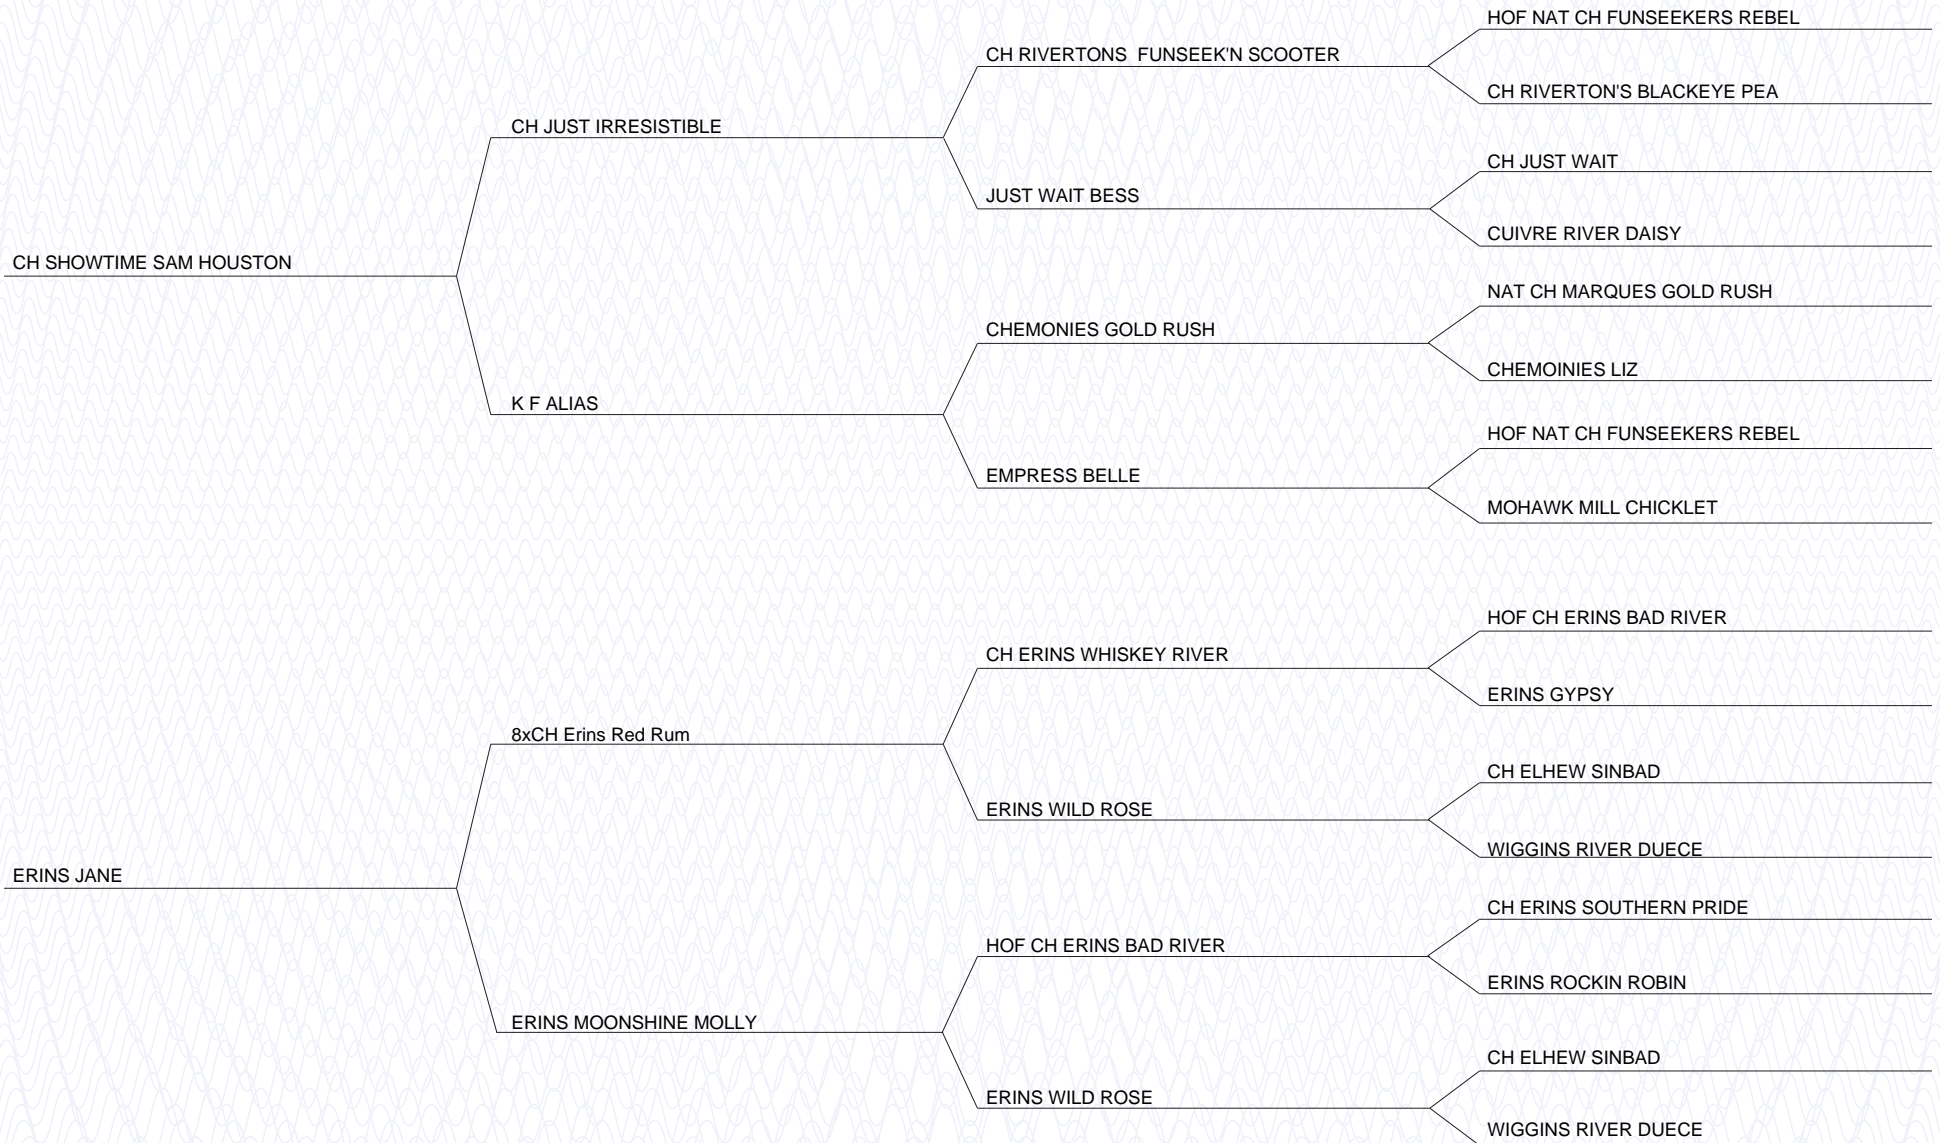 HOF NAT CH FUNSEEKERS REBEL
CH RIVERTONS  FUNSEEK'N SCOOTER
CH RIVERTON'S BLACKEYE PEA
CH JUST IRRESISTIBLE
CH JUST WAIT
JUST WAIT BESS
CUIVRE RIVER DAISY
CH SHOWTIME SAM HOUSTON
NAT CH MARQUES GOLD RUSH
CHEMONIES GOLD RUSH
CHEMOINIES LIZ
K F ALIAS
HOF NAT CH FUNSEEKERS REBEL
EMPRESS BELLE
MOHAWK MILL CHICKLET
HOF CH ERINS BAD RIVER
CH ERINS WHISKEY RIVER
ERINS GYPSY
8xCH Erins Red Rum
CH ELHEW SINBAD
ERINS WILD ROSE
WIGGINS RIVER DUECE
ERINS JANE
CH ERINS SOUTHERN PRIDE
HOF CH ERINS BAD RIVER
ERINS ROCKIN ROBIN
ERINS MOONSHINE MOLLY
CH ELHEW SINBAD
ERINS WILD ROSE
WIGGINS RIVER DUECE